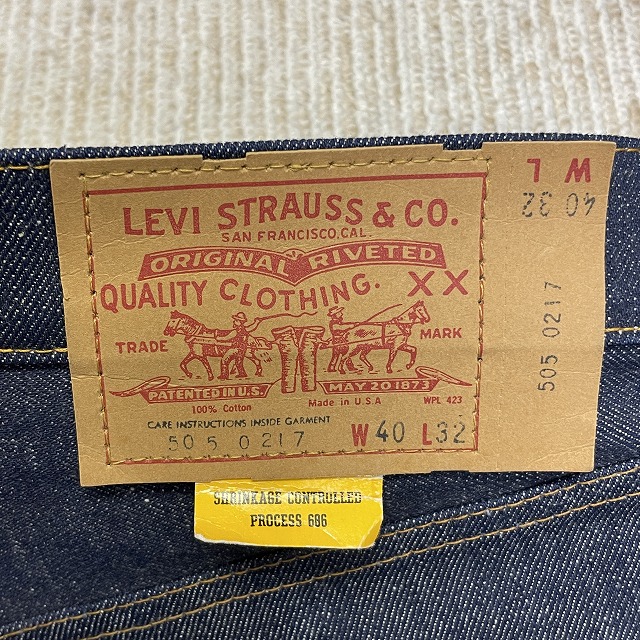 LEVI STRAUSS & CO.
SAN FRANCISCO, CAL.
ORIGINAL RIVETED
QUALITY CLOTHING. XX
TRADE MARK
PATENTED IN U.S. MAY 20 1873
100% Cotton Made in U.S.A WPL 423
CARE INSTRUCTIONS INSIDE GARMENT
505 0217 W 40 L 32
W L
40 32
505 0217
SHRINKAGE CONTROLLED
PROCESS 686